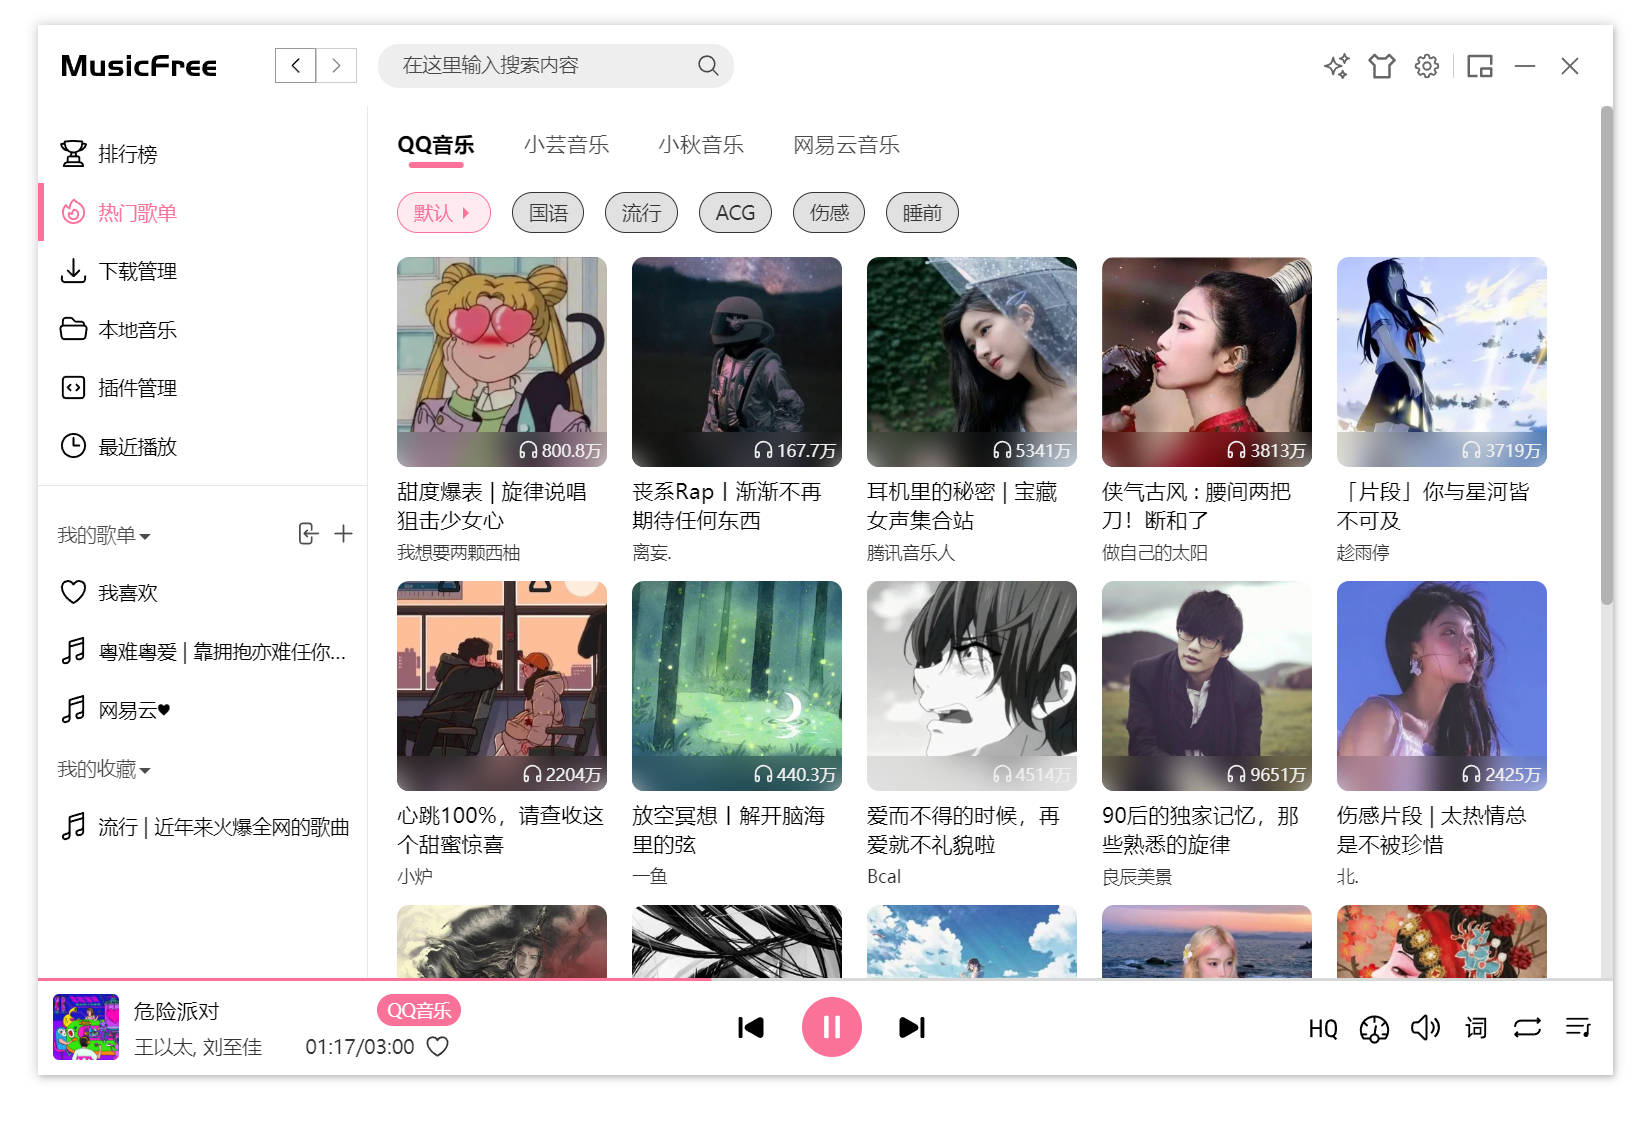 MusicFree
在这里输入搜索内容
排行榜
热门歌单
下载管理
本地音乐
插件管理
最近播放
我的歌单
我喜欢
粤难粤爱 | 靠拥抱亦难任你...
网易云♥
我的收藏
流行 | 近年来火爆全网的歌曲
QQ音乐 小芸音乐 小秋音乐 网易云音乐
默认 国语 流行 ACG 伤感 睡前
800.8万 167.7万 5341万 3813万 3719万
甜度爆表 | 旋律说唱
狙击少女心
我想要两颗西柚
丧系Rap丨渐渐不再
期待任何东西
离妄.
耳机里的秘密 | 宝藏
女声集合站
腾讯音乐人
侠气古风 : 腰间两把
刀！断和了
做自己的太阳
「片段」你与星河皆
不可及
趁雨停
2204万 440.3万 4514万 9651万 2425万
心跳100%，请查收这
个甜蜜惊喜
小炉
放空冥想丨解开脑海
里的弦
一鱼
爱而不得的时候，再
爱就不礼貌啦
Bcal
90后的独家记忆，那
些熟悉的旋律
良辰美景
伤感片段 | 太热情总
是不被珍惜
北.
危险派对 QQ音乐
王以太, 刘至佳 01:17/03:00
HQ 词